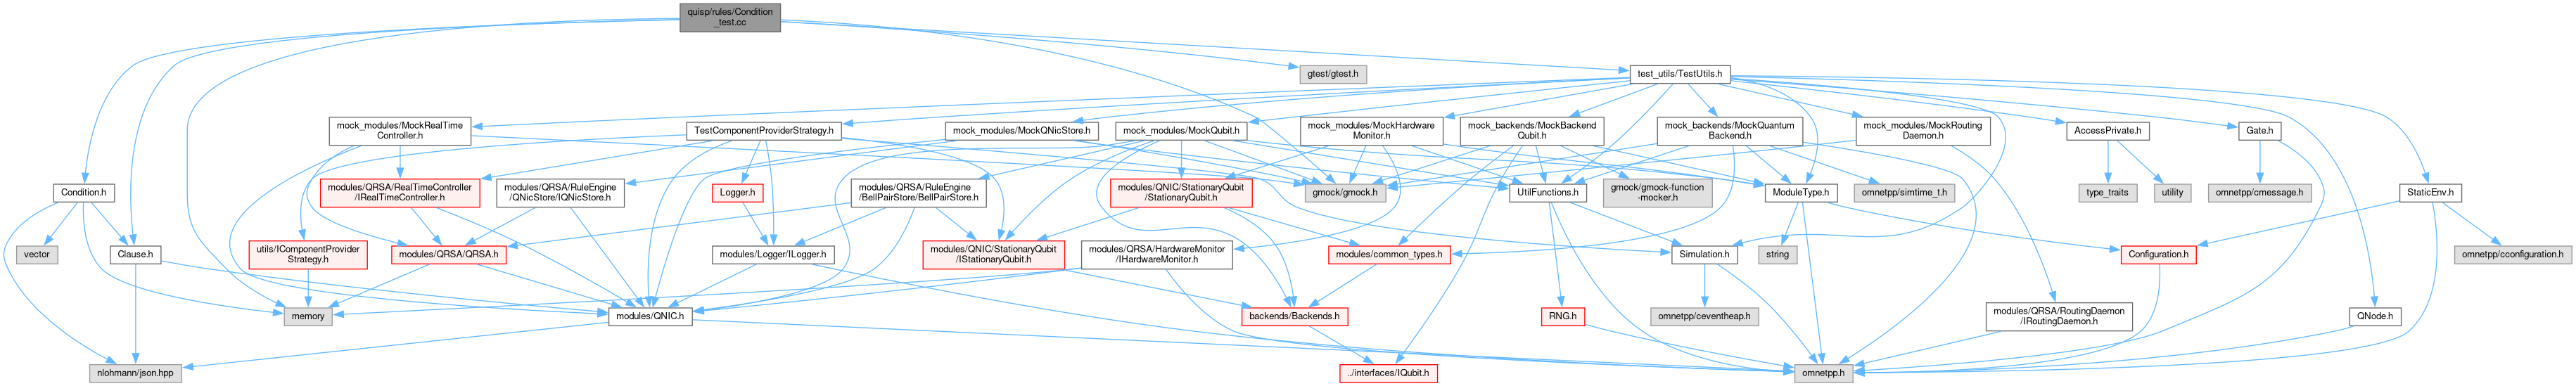 quisp/rules/Condition
_test.cc
gtest/gtest.h
test_utils/TestUtils.h
mock_modules/MockRealTime
Controller.h
TestComponentProviderStrategy.h
mock_modules/MockQNicStore.h
mock_modules/MockQubit.h
mock_modules/MockHardware
Monitor.h
mock_backends/MockBackend
Qubit.h
mock_backends/MockQuantum
Backend.h
mock_modules/MockRouting
Daemon.h
AccessPrivate.h
Gate.h
Condition.h
modules/QRSA/RealTimeController
/IRealTimeController.h
modules/QRSA/RuleEngine
/QNicStore/IQNicStore.h
Logger.h
modules/QRSA/RuleEngine
/BellPairStore/BellPairStore.h
modules/QNIC/StationaryQubit
/StationaryQubit.h
gmock/gmock.h
UtilFunctions.h
gmock/gmock-function
-mocker.h
ModuleType.h
omnetpp/simtime_t.h
type_traits
utility
omnetpp/cmessage.h
StaticEnv.h
vector
Clause.h
utils/IComponentProvider
Strategy.h
modules/QRSA/QRSA.h
modules/Logger/ILogger.h
modules/QNIC/StationaryQubit
/IStationaryQubit.h
modules/QRSA/HardwareMonitor
/IHardwareMonitor.h
modules/common_types.h
Simulation.h
string
Configuration.h
omnetpp/cconfiguration.h
memory
modules/QNIC.h
backends/Backends.h
RNG.h
omnetpp/ceventheap.h
modules/QRSA/RoutingDaemon
/IRoutingDaemon.h
QNode.h
nlohmann/json.hpp
../interfaces/IQubit.h
omnetpp.h